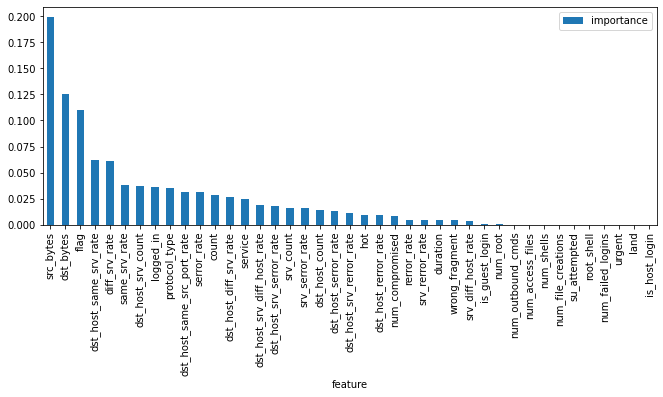 importance
0.200
0.175
0.150
0.125
0.100
0.075
0.050
0.025
0.000
src_bytes
dst_bytes
flag
dst_host_same_srv_rate
diff_srv_rate
same_srv_rate
dst_host_srv_count
logged_in
protocol_type
dst_host_same_src_port_rate
serror_rate
count
dst_host_diff_srv_rate
service
dst_host_srv_diff_host_rate
dst_host_srv_serror_rate
srv_count
srv_serror_rate
dst_host_count
dst_host_serror_rate
dst_host_srv_rerror_rate
hot
dst_host_rerror_rate
num_compromised
rerror_rate
srv_rerror_rate
duration
wrong_fragment
srv_diff_host_rate
is_guest_login
num_root
num_outbound_cmds
num_access_files
num_shells
num_file_creations
su_attempted
root_shell
num_failed_logins
urgent
land
is_host_login
feature